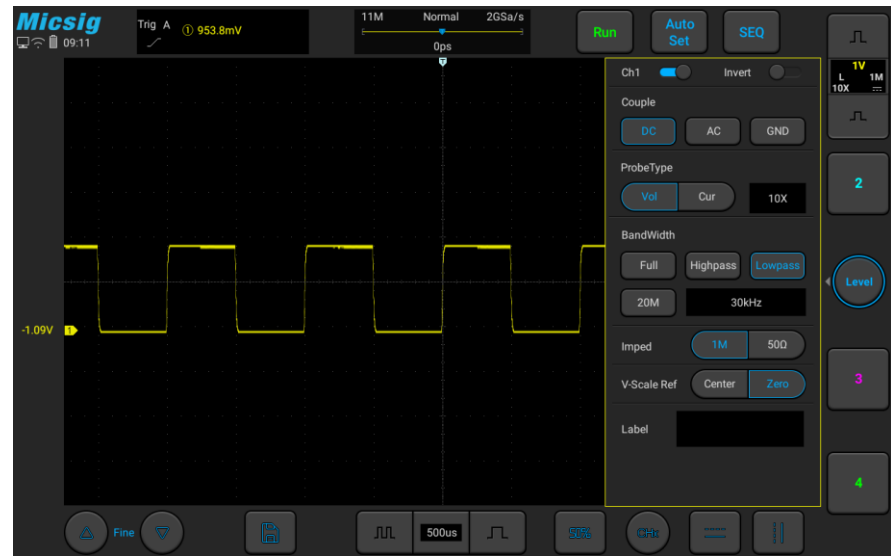 Micsig
09:11
Trig A
① 953.8mV
11M Normal 2GSa/s
0ps
Run
Auto
Set
SEQ
T
Ch1 Invert
1V
L 1M
10X
Couple
DC AC GND
ProbeType
Vol Cur 10X
2
BandWidth
Full Highpass Lowpass
20M 30kHz
Level
-1.09V 1
Imped 1M 50Ω
V-Scale Ref Center Zero
3
Label
4
Fine
500us
50%
CH1